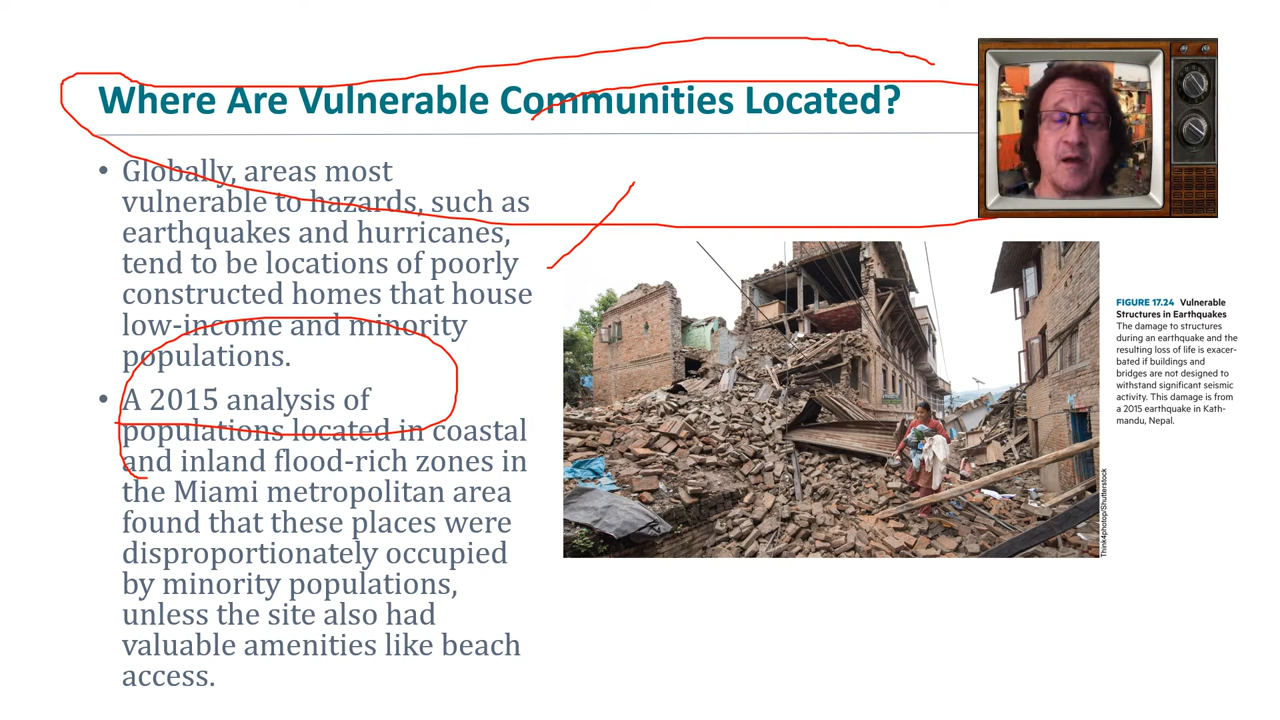 Where Are Vulnerable Communities Located?
• Globally, areas most
vulnerable to hazards, such as
earthquakes and hurricanes,
tend to be locations of poorly
constructed homes that house
low-income and minority
populations.
• A 2015 analysis of
populations located in coastal
and inland flood-rich zones in
the Miami metropolitan area
found that these places were
disproportionately occupied
by minority populations,
unless the site also had
valuable amenities like beach
access.
FIGURE 17.24 Vulnerable
Structures in Earthquakes
The damage to structures
during an earthquake and the
resulting loss of life is exacer-
bated if buildings and
bridges are not designed to
withstand significant seismic
activity. This damage is from
a 2015 earthquake in Kath-
mandu, Nepal.
Think4photop/Shutterstock